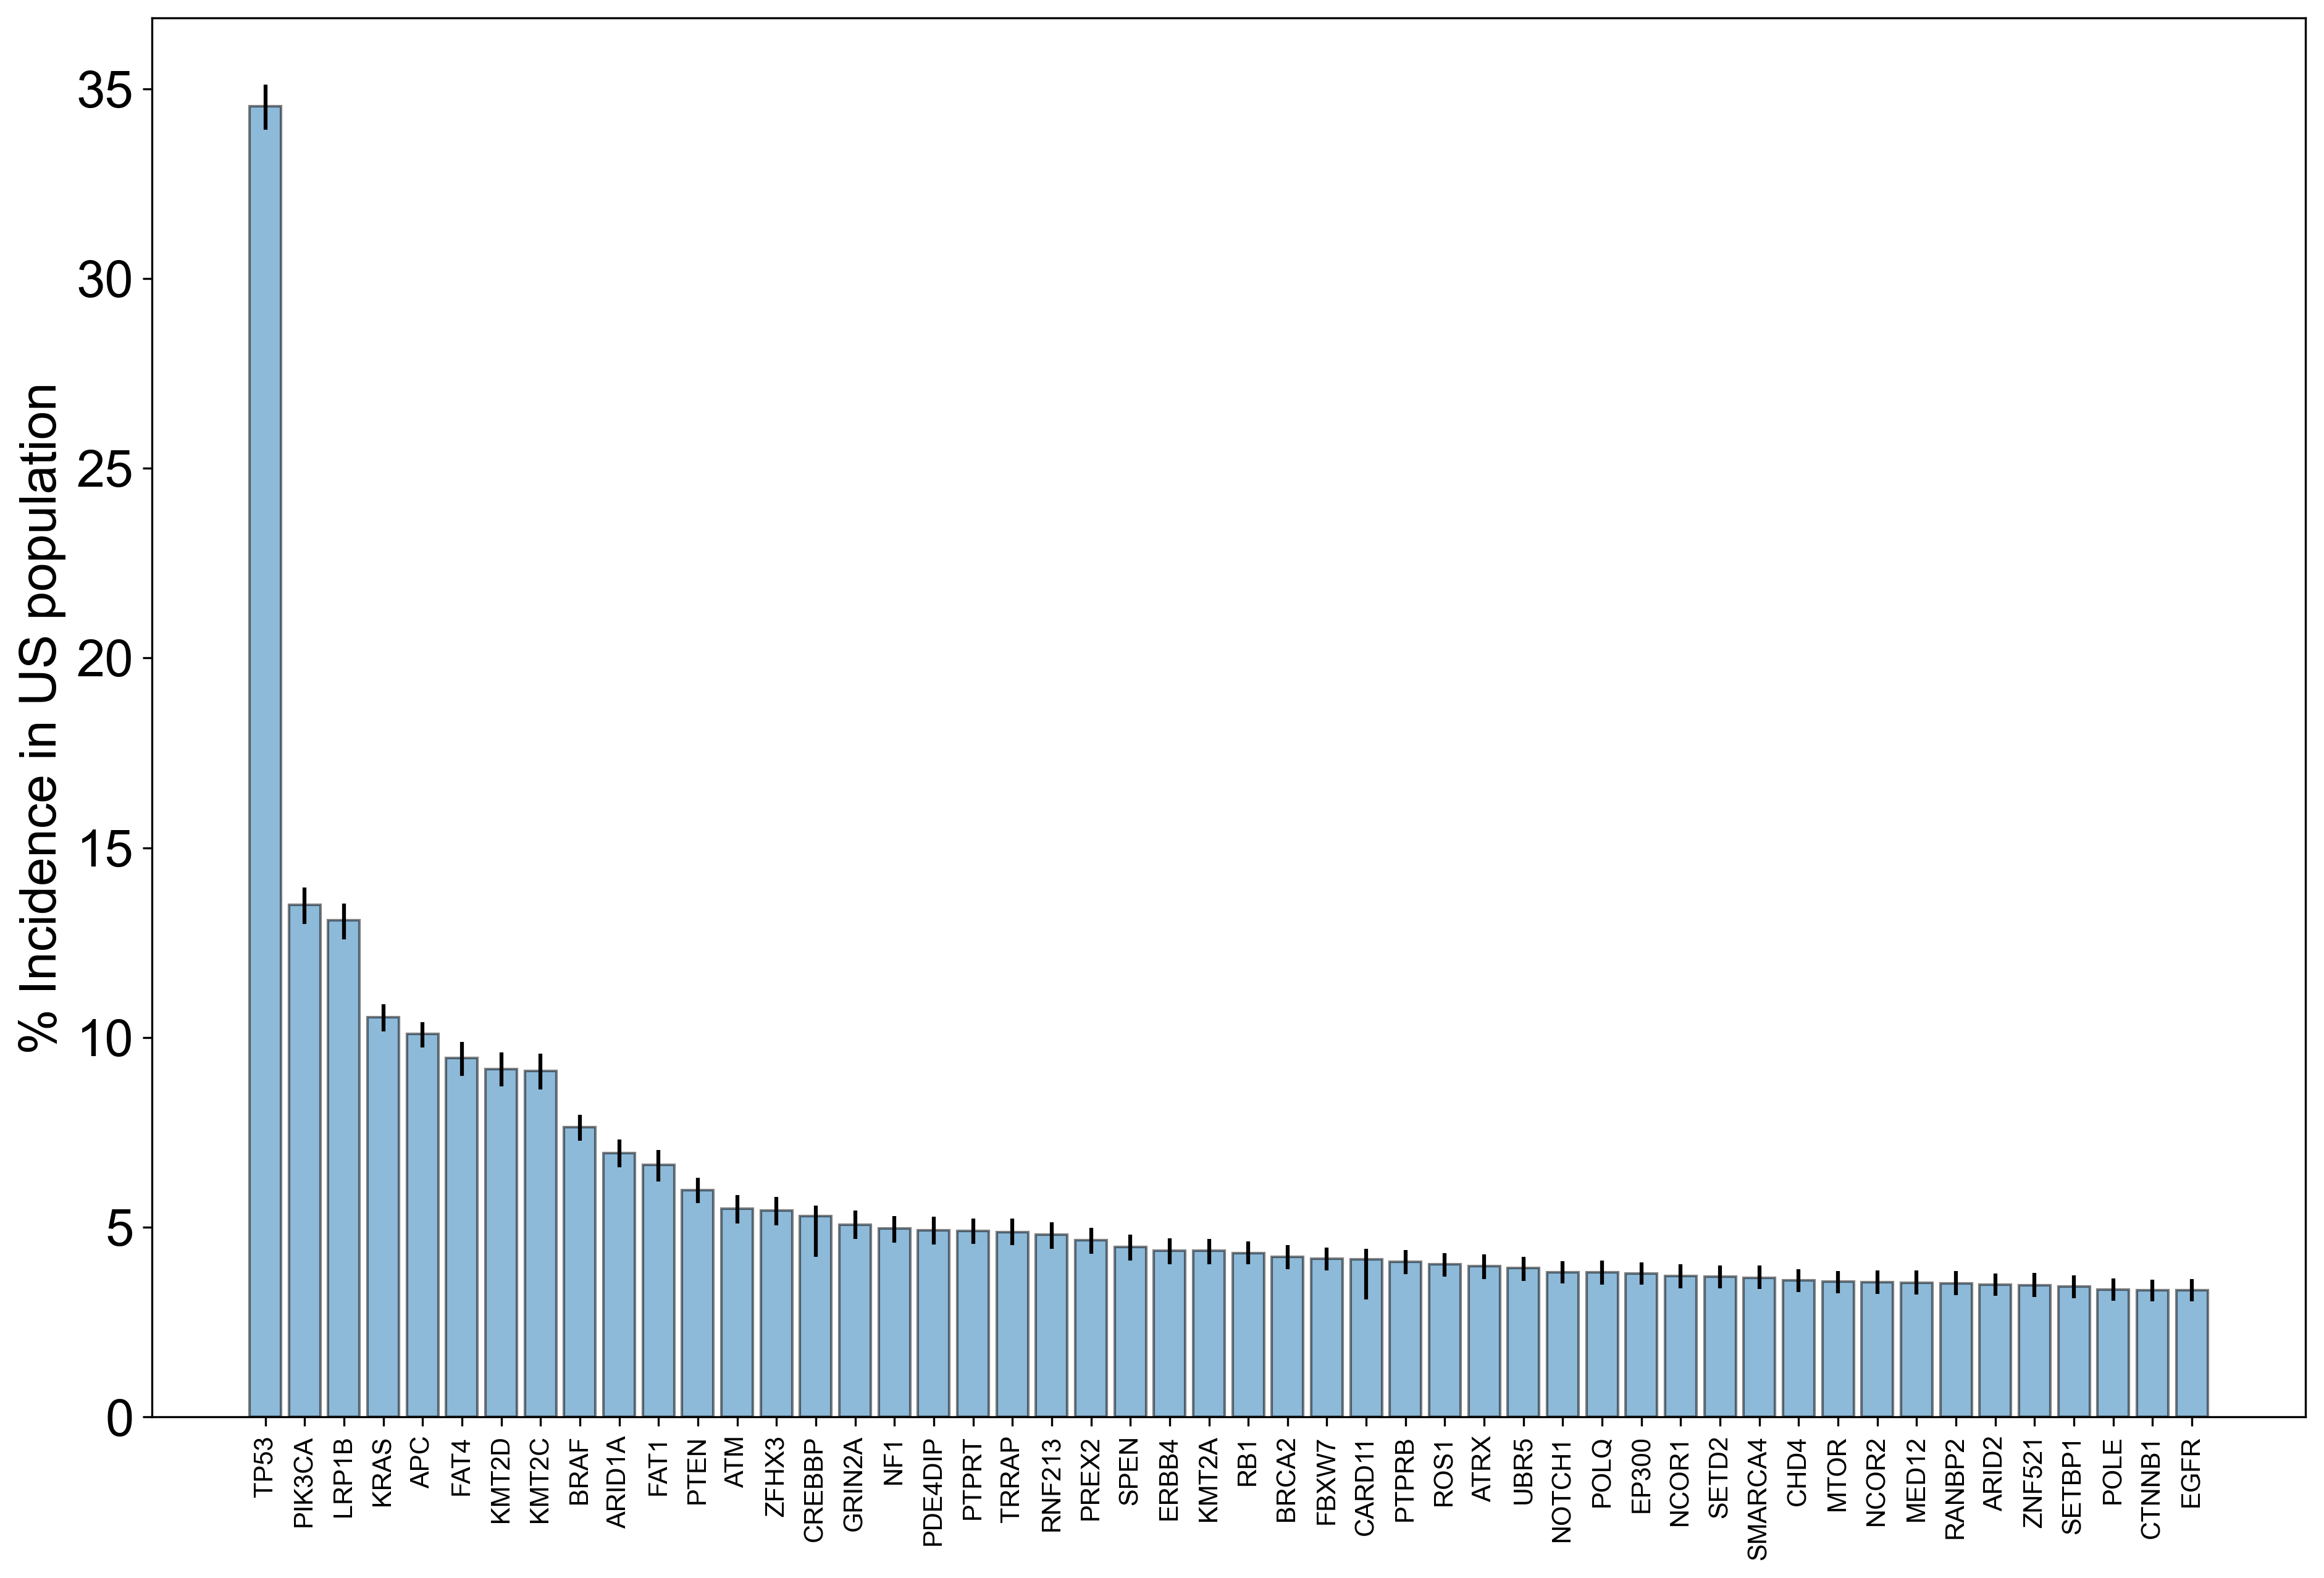 % Incidence in US population
35
30
25
20
15
10
5
0
TP53
PIK3CA
LRP1B
KRAS
APC
FAT4
KMT2D
KMT2C
BRAF
ARID1A
FAT1
PTEN
ATM
ZFHX3
CREBBP
GRIN2A
NF1
PDE4DIP
PTPRT
TRRAP
RNF213
PREX2
SPEN
ERBB4
KMT2A
RB1
BRCA2
FBXW7
CARD11
PTPRB
ROS1
ATRX
UBR5
NOTCH1
POLQ
EP300
NCOR1
SETD2
SMARCA4
CHD4
MTOR
NCOR2
MED12
RANBP2
ARID2
ZNF521
SETBP1
POLE
CTNNB1
EGFR